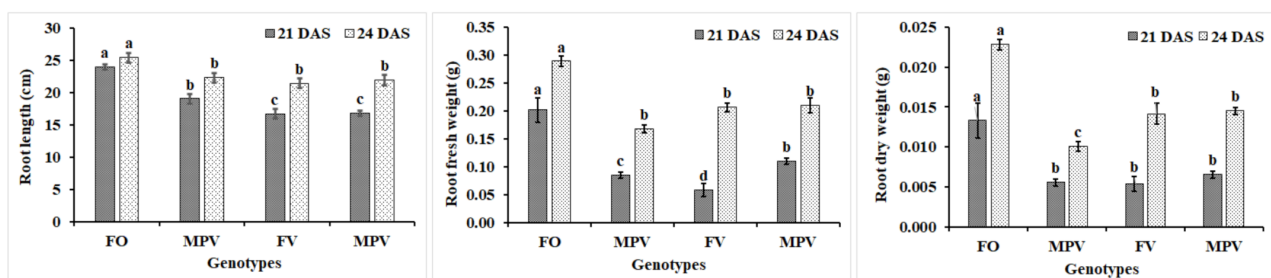 Root length (cm)
30
25
20
15
10
5
0
21 DAS 24 DAS
a a
b b
c b
c b
FO MPV FV MPV
Genotypes
Root fresh weight (g)
0.35
0.30
0.25
0.20
0.15
0.10
0.05
0.00
21 DAS 24 DAS
a a
c b
d b
b b
FO MPV FV MPV
Genotypes
Root dry weight (g)
0.025
0.020
0.015
0.010
0.005
0.000
21 DAS 24 DAS
a a
b c
b b
b b
FO MPV FV MPV
Genotypes